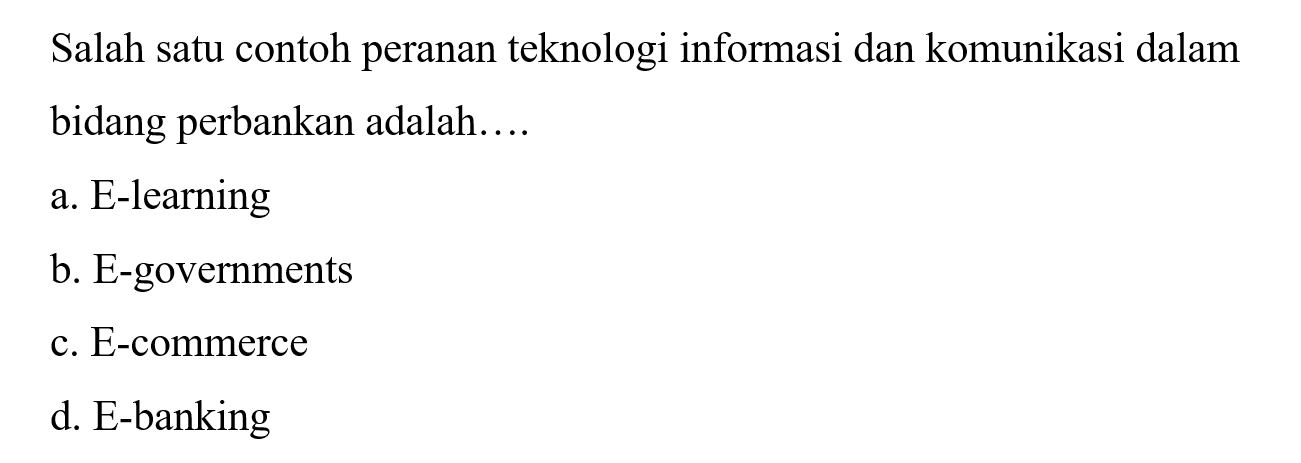 Salah satu contoh peranan teknologi informasi dan komunikasi dalam
bidang perbankan adalah….
a. E-learning
b. E-governments
c. E-commerce
d. E-banking